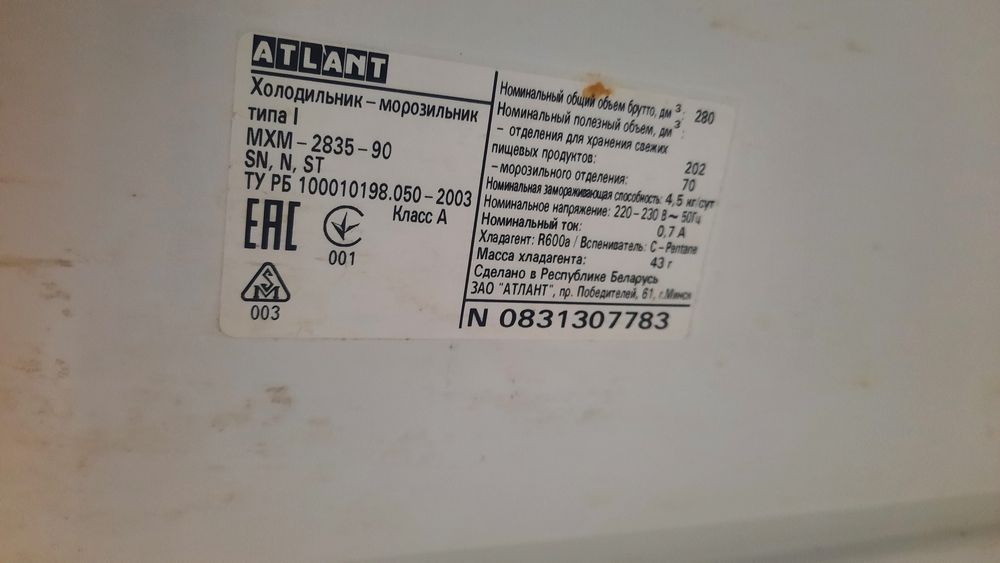 ATLANT
Холодильник – морозильник
типа I
МХМ – 2835 – 90
SN, N, ST
ТУ РБ 100010198.050 – 2003
Класс А
ЕАС
001
003
Номинальный общий объем брутто, дм³ 280
Номинальный полезный объем, дм³:
– отделения для хранения свежих
пищевых продуктов: 202
– морозильного отделения: 70
Номинальная замораживающая способность: 4,5 кг/сут
Номинальное напряжение: 220 – 230 В ~ 50Гц
Номинальный ток: 0,7 А
Хладагент: R600a / Вспениватель: C – Pentane
Масса хладагента: 43 г
Сделано в Республике Беларусь
ЗАО "АТЛАНТ", пр. Победителей, 61, г.Минск
N 0831307783